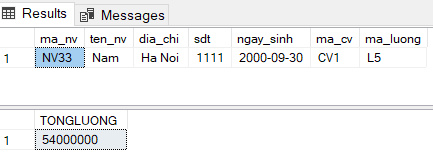 Results Messages
ma_nv ten_nv dia_chi sdt ngay_sinh ma_cv ma_luong
1 NV33 Nam Ha Noi 1111 2000-09-30 CV1 L5
TONGLUONG
1 54000000